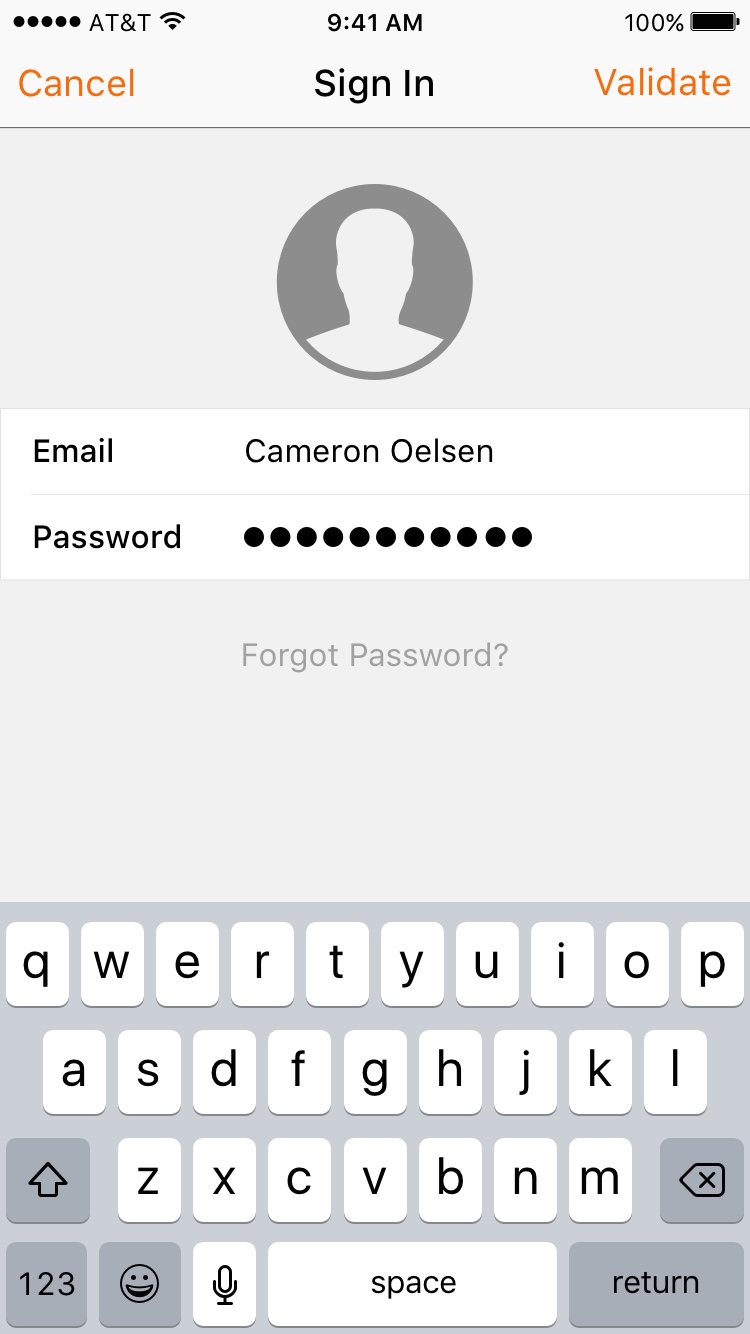 ●●●●● AT&T 9:41 AM 100%
Cancel Sign In Validate
Email Cameron Oelsen
Password ●●●●●●●●●●●
Forgot Password?
q w e r t y u i o p
a s d f g h j k l
z x c v b n m
123 space return